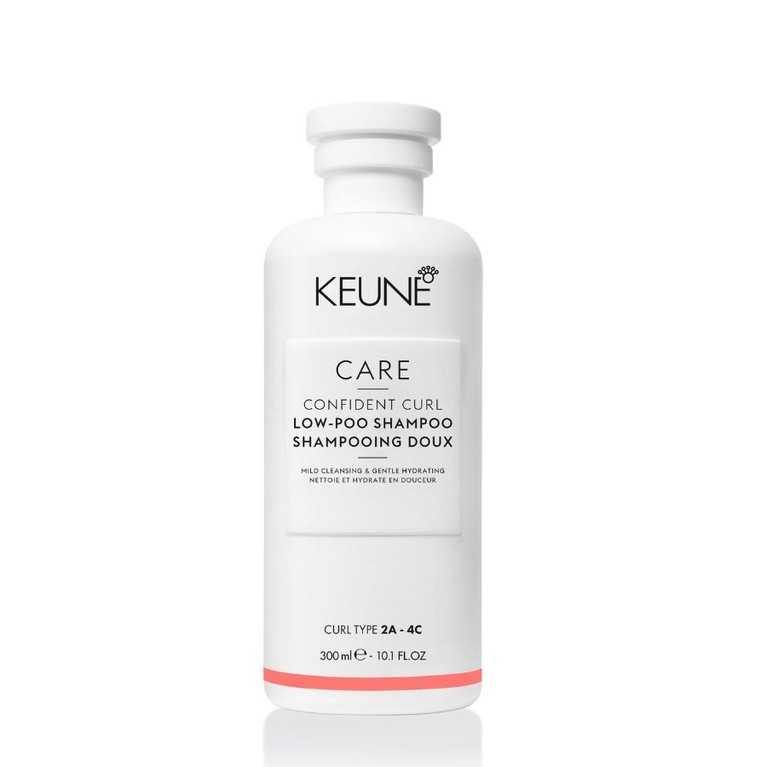 KEUNE
CARE
CONFIDENT CURL
LOW-POO SHAMPOO
SHAMPOOING DOUX
MILD CLEANSING & GENTLE HYDRATING
NETTOIE ET HYDRATE EN DOUCEUR
CURL TYPE 2A - 4C
300 ml ℮ - 10.1 FL.OZ